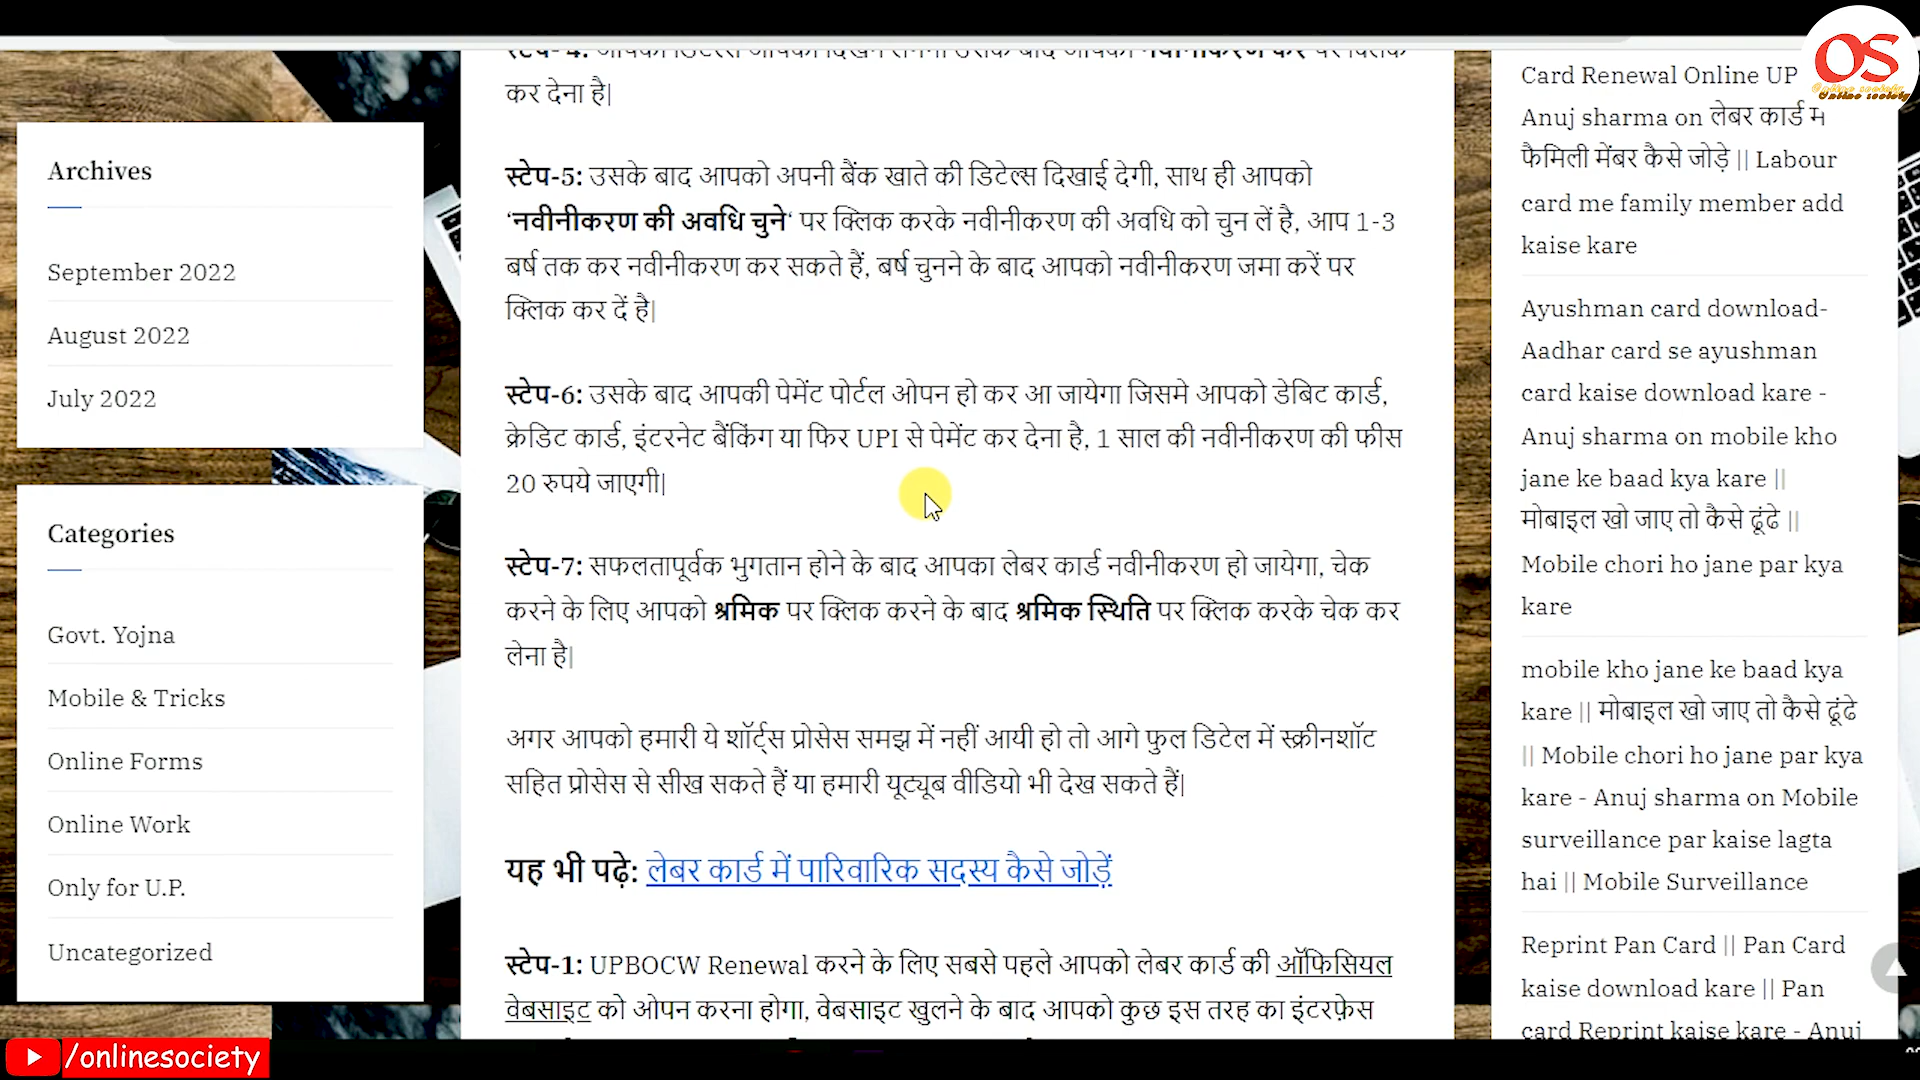 OS
Online society
Archives
September 2022
August 2022
July 2022
Categories
Govt. Yojna
Mobile & Tricks
Online Forms
Online Work
Only for U.P.
Uncategorized
कर देना है|
स्टेप-5: उसके बाद आपको अपनी बैंक खाते की डिटेल्स दिखाई देगी, साथ ही आपको
‘नवीनीकरण की अवधि चुने‘ पर क्लिक करके नवीनीकरण की अवधि को चुन लें है, आप 1-3
बर्ष तक कर नवीनीकरण कर सकते हैं, बर्ष चुनने के बाद आपको नवीनीकरण जमा करें पर
क्लिक कर दें है|
स्टेप-6: उसके बाद आपकी पेमेंट पोर्टल ओपन हो कर आ जायेगा जिसमे आपको डेबिट कार्ड,
क्रेडिट कार्ड, इंटरनेट बैंकिंग या फिर UPI से पेमेंट कर देना है, 1 साल की नवीनीकरण की फीस
20 रुपये जाएगी|
स्टेप-7: सफलतापूर्वक भुगतान होने के बाद आपका लेबर कार्ड नवीनीकरण हो जायेगा, चेक
करने के लिए आपको श्रमिक पर क्लिक करने के बाद श्रमिक स्थिति पर क्लिक करके चेक कर
लेना है|
अगर आपको हमारी ये शॉर्ट्स प्रोसेस समझ में नहीं आयी हो तो आगे फुल डिटेल में स्क्रीनशॉट
सहित प्रोसेस से सीख सकते हैं या हमारी यूट्यूब वीडियो भी देख सकते हैं|
यह भी पढ़े: लेबर कार्ड में पारिवारिक सदस्य कैसे जोड़ें
स्टेप-1: UPBOCW Renewal करने के लिए सबसे पहले आपको लेबर कार्ड की ऑफिसियल
वेबसाइट को ओपन करना होगा, वेबसाइट खुलने के बाद आपको कुछ इस तरह का इंटरफ़ेस
Card Renewal Online UP
Anuj sharma on लेबर कार्ड म
फैमिली मेंबर कैसे जोड़े || Labour
card me family member add
kaise kare
Ayushman card download-
Aadhar card se ayushman
card kaise download kare -
Anuj sharma on mobile kho
jane ke baad kya kare ||
मोबाइल खो जाए तो कैसे ढूंढे ||
Mobile chori ho jane par kya
kare
mobile kho jane ke baad kya
kare || मोबाइल खो जाए तो कैसे ढूंढे
|| Mobile chori ho jane par kya
kare - Anuj sharma on Mobile
surveillance par kaise lagta
hai || Mobile Surveillance
Reprint Pan Card || Pan Card
kaise download kare || Pan
card Reprint kaise kare - Anuj
/onlinesociety